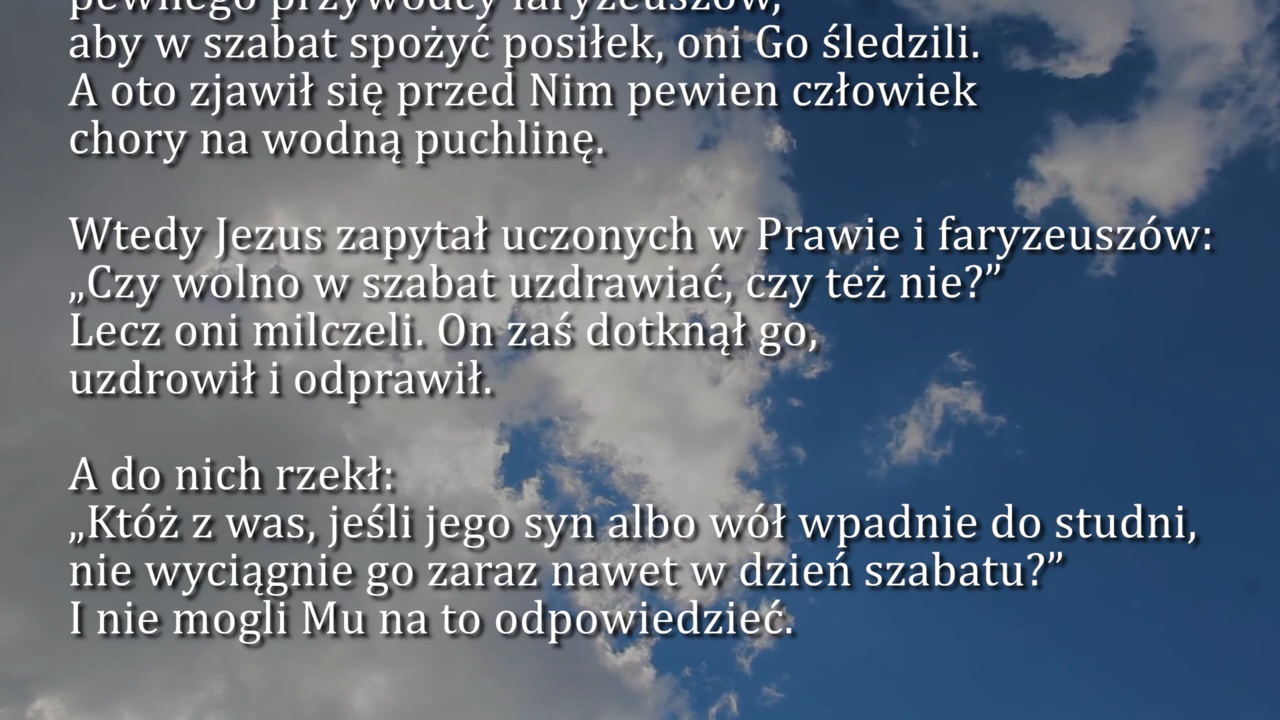 pewnego przywódcy faryzeuszów,
aby w szabat spożyć posiłek, oni Go śledzili.
A oto zjawił się przed Nim pewien człowiek
chory na wodną puchlinę.
Wtedy Jezus zapytał uczonych w Prawie i faryzeuszów:
„Czy wolno w szabat uzdrawiać, czy też nie?”
Lecz oni milczeli. On zaś dotknął go,
uzdrowił i odprawił.
A do nich rzekł:
„Któż z was, jeśli jego syn albo wół wpadnie do studni,
nie wyciągnie go zaraz nawet w dzień szabatu?”
I nie mogli Mu na to odpowiedzieć.